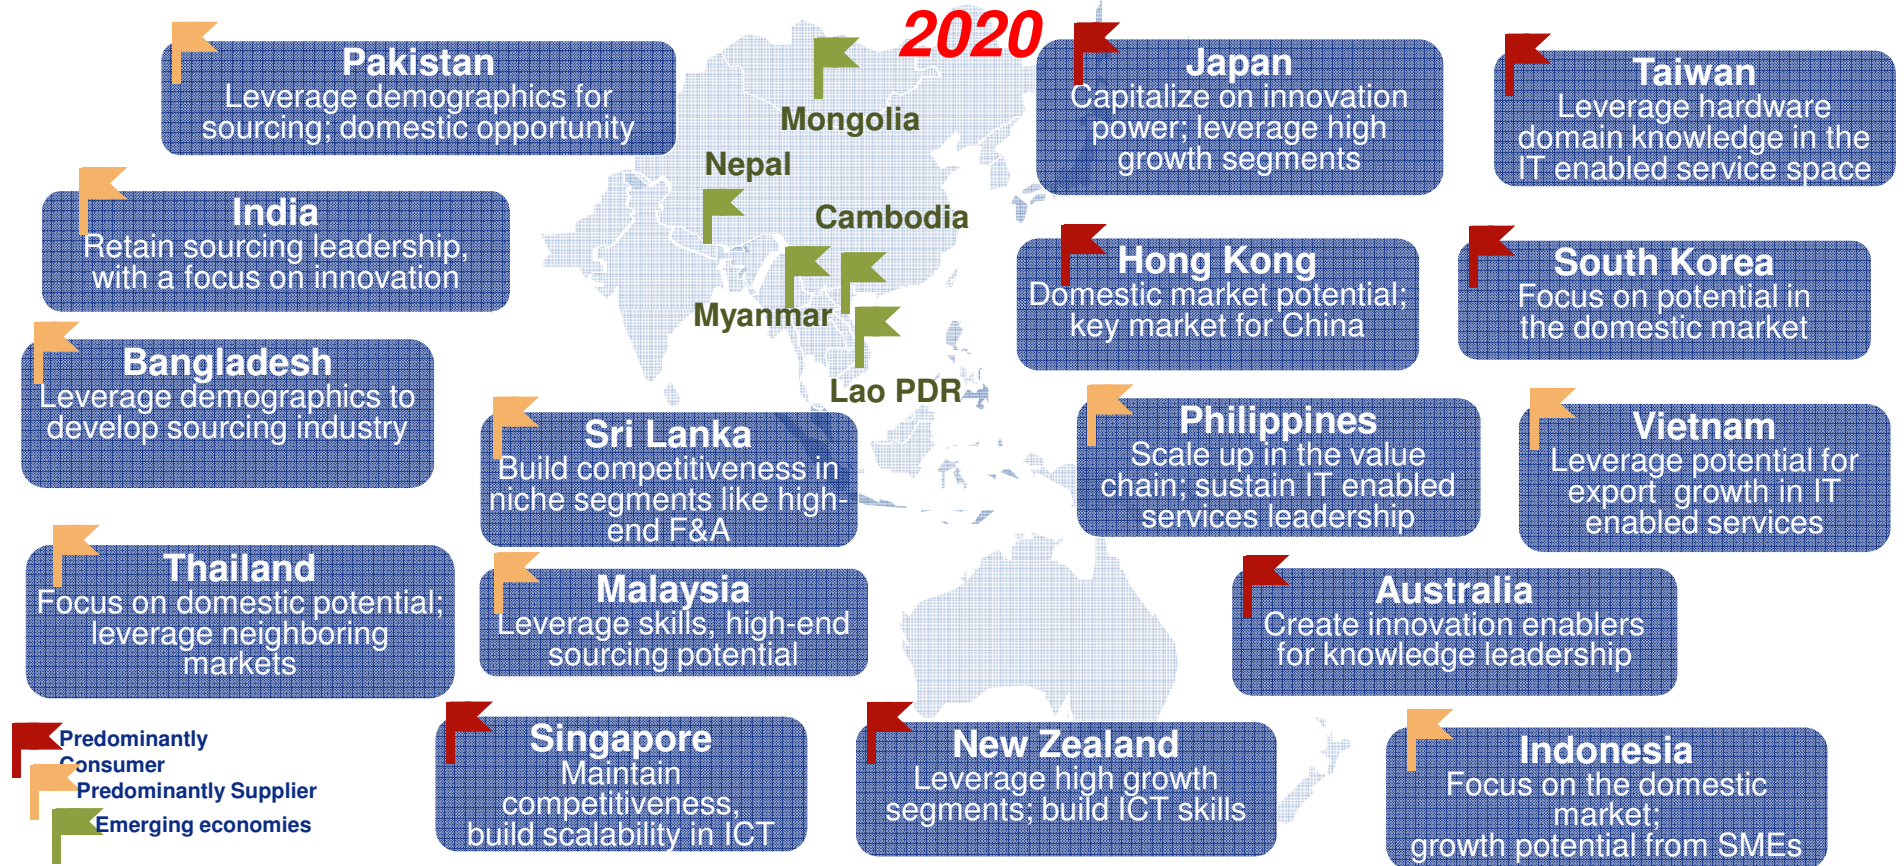 2020
Pakistan
Leverage demographics for
sourcing; domestic opportunity
Mongolia
Japan
Capitalize on innovation
power; leverage high
growth segments
Taiwan
Leverage hardware
domain knowledge in the
IT enabled service space
Nepal
India
Retain sourcing leadership,
with a focus on innovation
Cambodia
Myanmar
Hong Kong
Domestic market potential;
key market for China
South Korea
Focus on potential in
the domestic market
Bangladesh
Leverage demographics to
develop sourcing industry
Lao PDR
Sri Lanka
Build competitiveness in
niche segments like high-
end F&A
Philippines
Scale up in the value
chain; sustain IT enabled
services leadership
Vietnam
Leverage potential for
export growth in IT
enabled services
Thailand
Focus on domestic potential;
leverage neighboring
markets
Malaysia
Leverage skills, high-end
sourcing potential
Australia
Create innovation enablers
for knowledge leadership
Predominantly
Consumer
Predominantly Supplier
Emerging economies
Singapore
Maintain
competitiveness,
build scalability in ICT
New Zealand
Leverage high growth
segments; build ICT skills
Indonesia
Focus on the domestic
market;
growth potential from SMEs